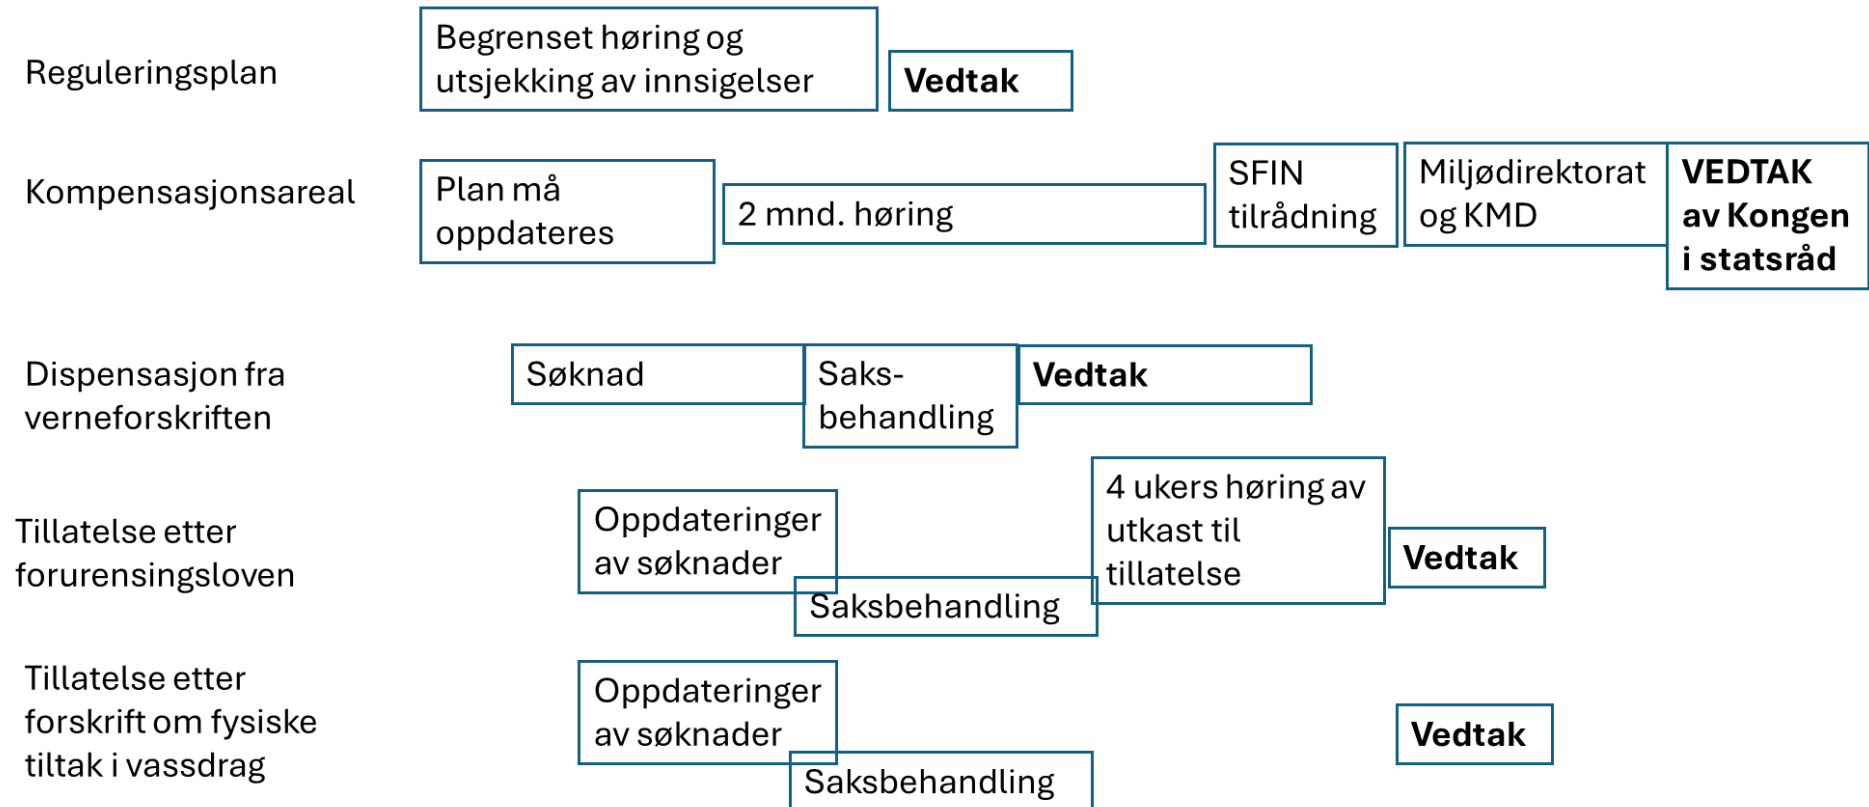 Reguleringsplan
Begrenset høring og
utsjekking av innsigelser
Vedtak
Kompensasjonsareal
Plan må
oppdateres
2 mnd. høring
SFIN
tilrådning
Miljødirektorat
og KMD
VEDTAK
av Kongen
i statsråd
Dispensasjon fra
verneforskriften
Søknad
Saks-
behandling
Vedtak
Tillatelse etter
forurensingsloven
Oppdateringer
av søknader
Saksbehandling
4 ukers høring av
utkast til
tillatelse
Vedtak
Tillatelse etter
forskrift om fysiske
tiltak i vassdrag
Oppdateringer
av søknader
Saksbehandling
Vedtak